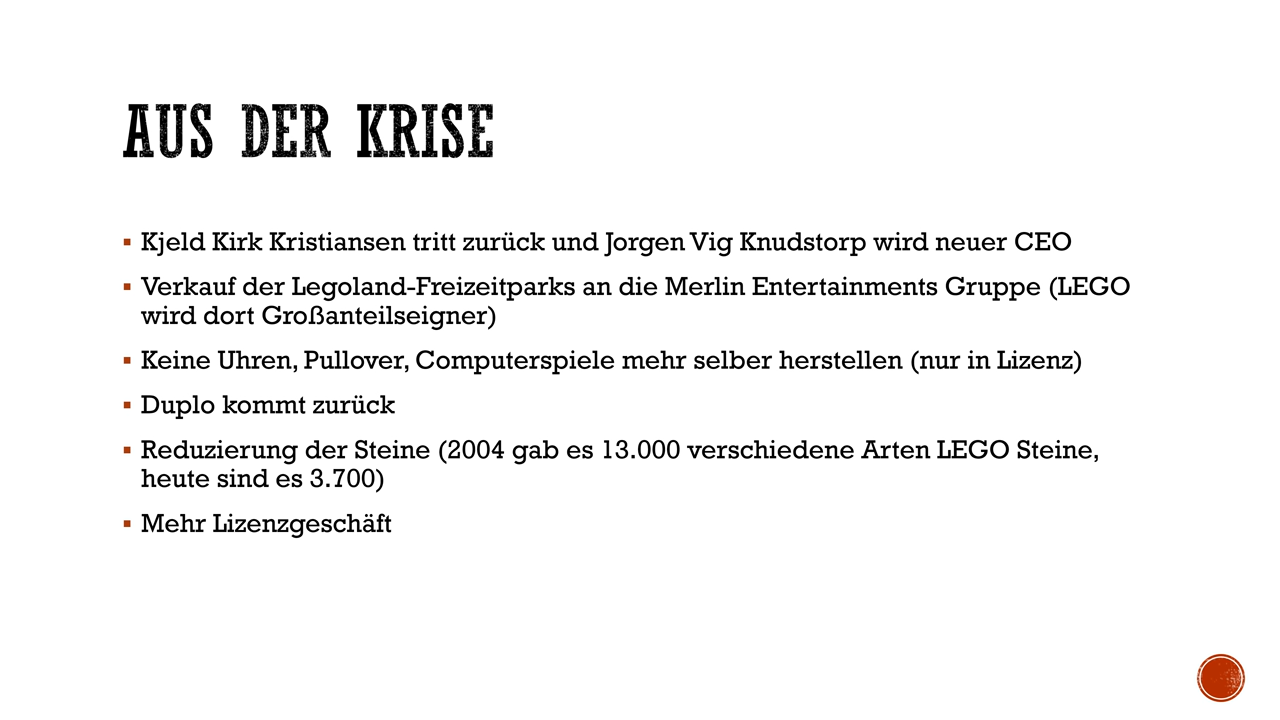 AUS DER KRISE
▪ Kjeld Kirk Kristiansen tritt zurück und Jorgen Vig Knudstorp wird neuer CEO
▪ Verkauf der Legoland-Freizeitparks an die Merlin Entertainments Gruppe (LEGO
wird dort Großanteilseigner)
▪ Keine Uhren, Pullover, Computerspiele mehr selber herstellen (nur in Lizenz)
▪ Duplo kommt zurück
▪ Reduzierung der Steine (2004 gab es 13.000 verschiedene Arten LEGO Steine,
heute sind es 3.700)
▪ Mehr Lizenzgeschäft